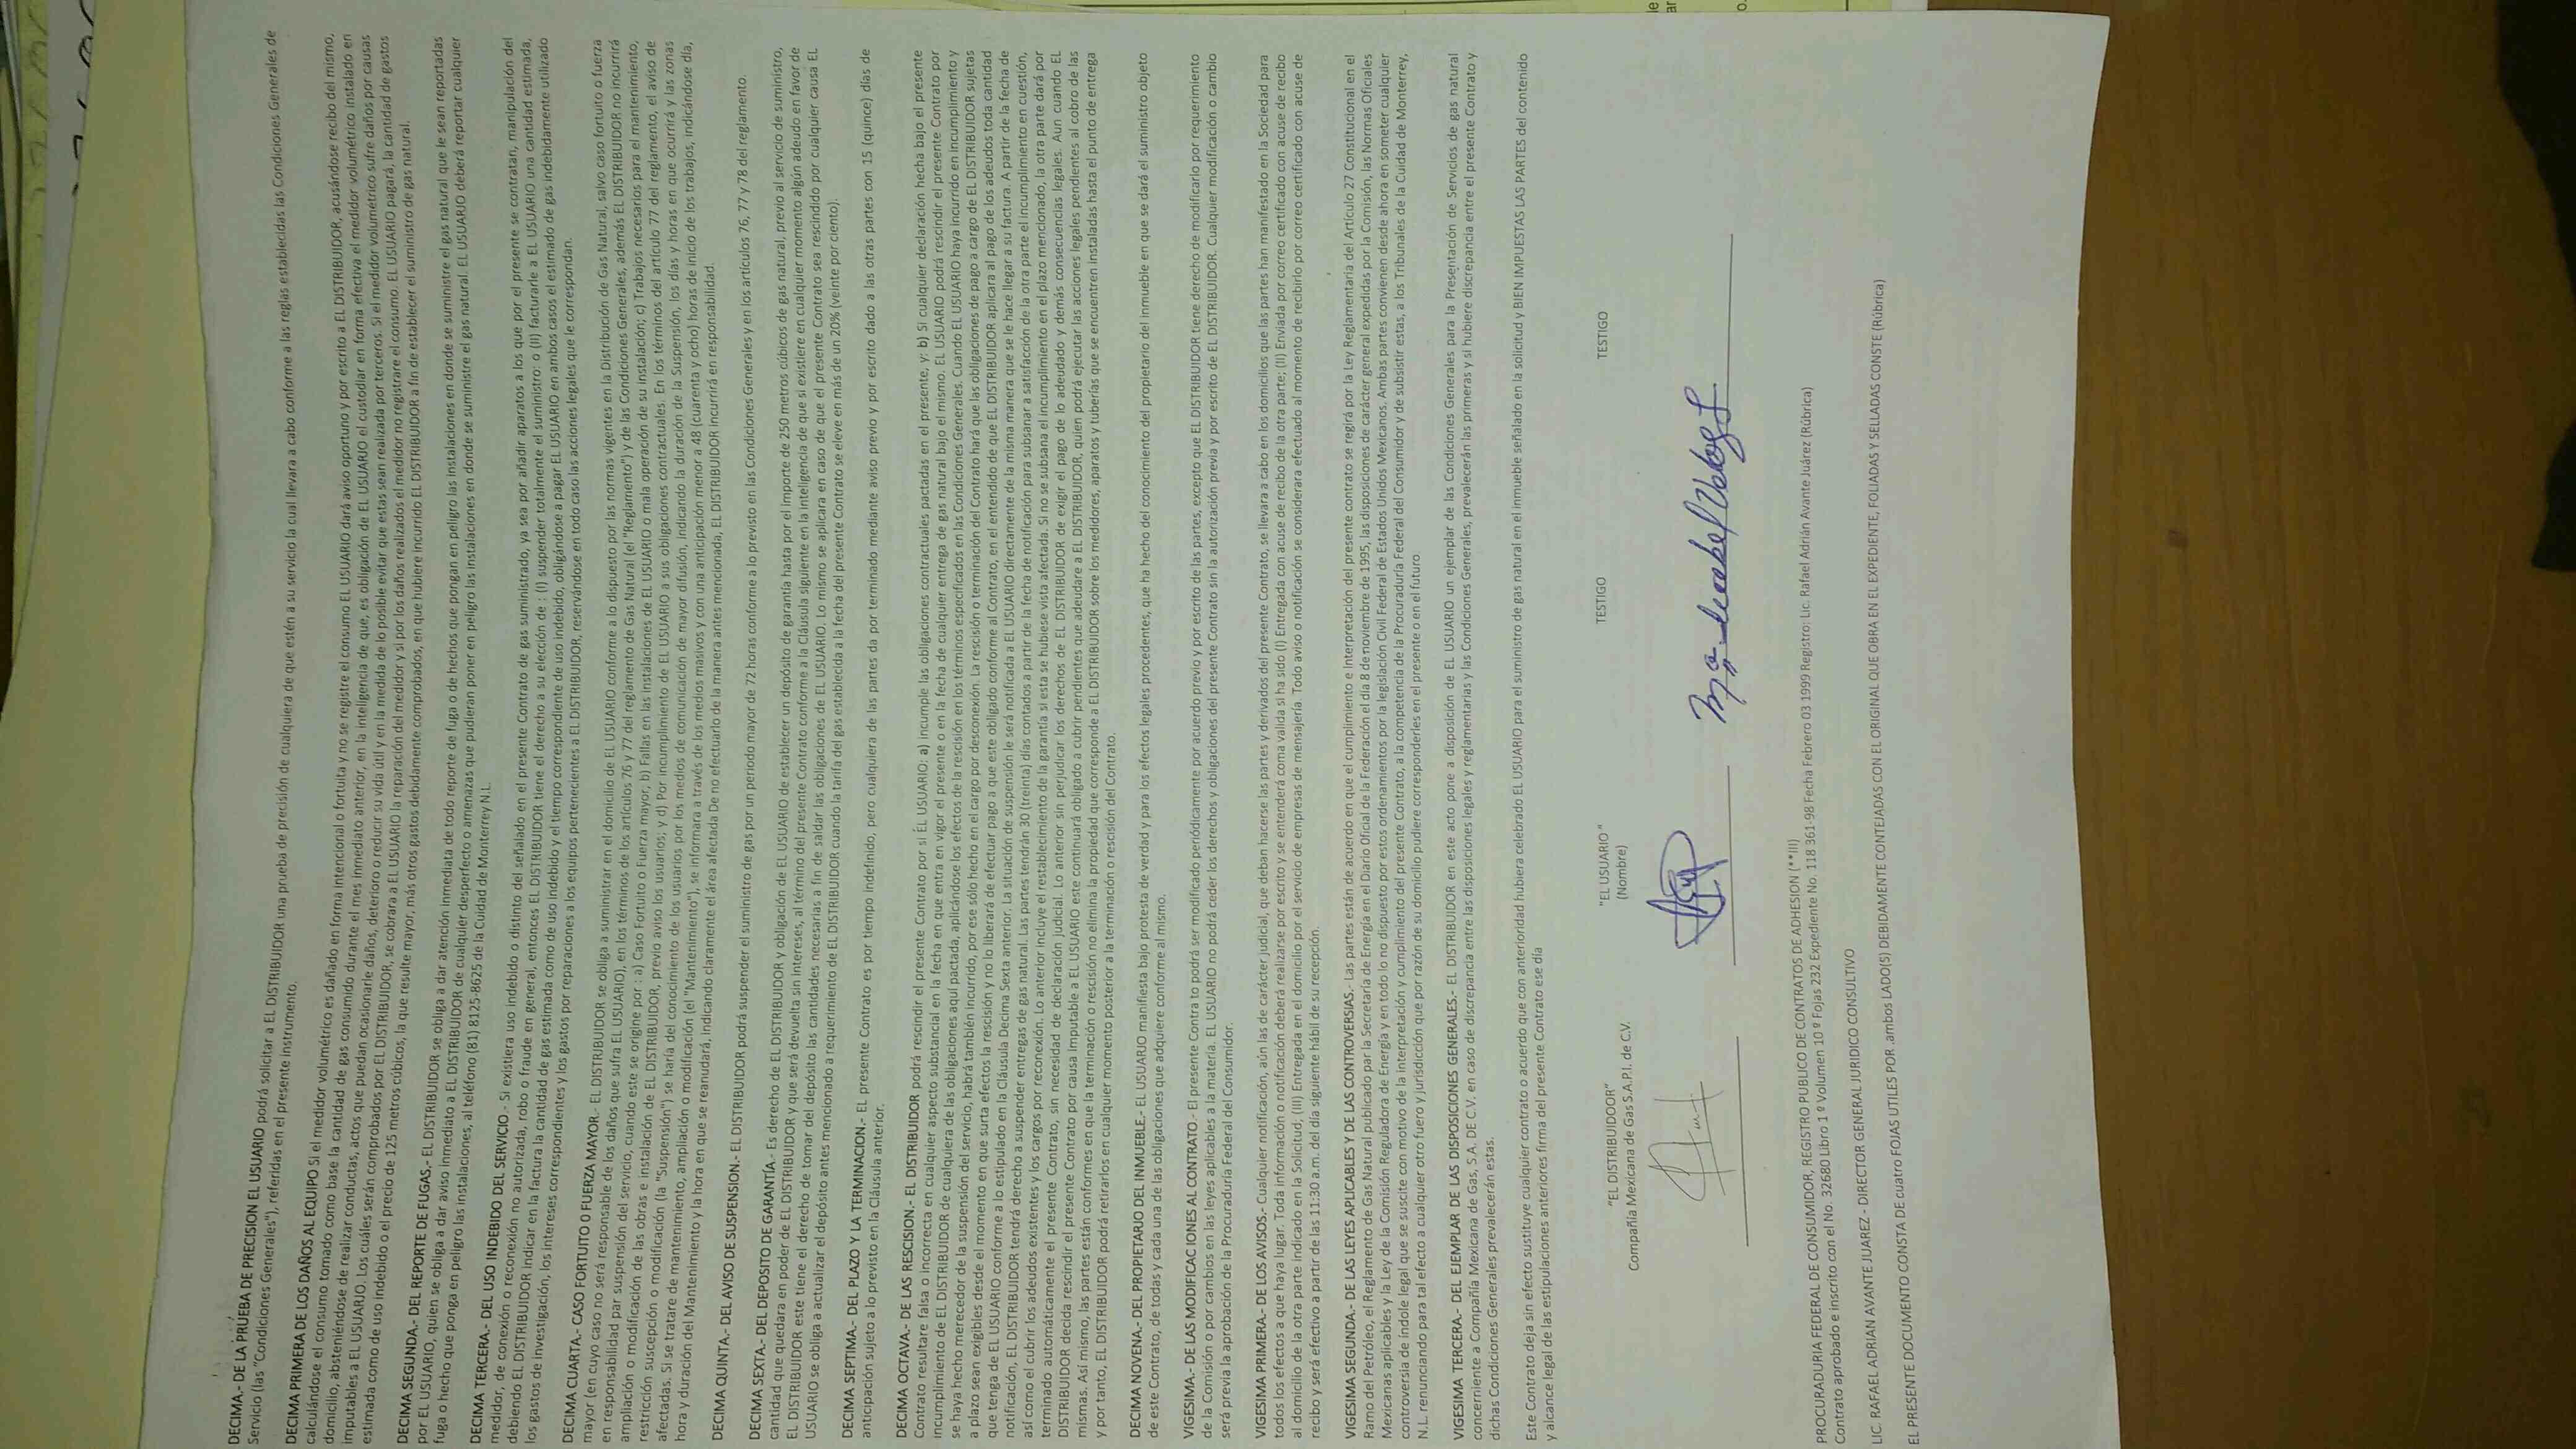 DECIMA.- DE LA PRUEBA DE PRECISION EL USUARIO podrá solicitar a EL DISTRIBUIDOR una prueba de precisión de cualquiera de que estén a su servicio la cual llevara a cabo conforme a las reglas establecidas las Condiciones Generales de
Servicio (las "Condiciones Generales"), referidas en el presente instrumento.
DECIMA PRIMERA DE LOS DAÑOS AL EQUIPO Si el medidor volumétrico es dañado en forma intencional o fortuita y no se registre el consumo EL USUARIO dará aviso oportuno y por escrito a EL DISTRIBUIDOR, acusándose recibo del mismo,
calculándose el consumo tomado como base la cantidad de gas consumido durante el mes inmediato anterior, en la inteligencia de que, es obligación de EL USUARIO el custodiar en forma efectiva el medidor volumétrico instalado en
domicilio, absteniéndose de realizar conductas, actos que puedan ocasionarle daños, deterioro o reducir su vida útil y en la medida de lo posible evitar que estas sean realizada por terceros. Si el medidor volumétrico sufre daños por causas
imputables a EL USUARIO. Los cuáles serán comprobados por EL DISTRIBUIDOR, se cobrara a EL USUARIO la reparación del medidor y si por los daños realizados el medidor no registrare el consumo. EL USUARIO pagará, la cantidad de gastos
estimada como de uso indebido o el precio de 125 metros cúbicos, la que resulte mayor, más otros gastos debidamente comprobados, en que hubiere incurrido EL DISTRIBUIDOR a fin de establecer el suministro de gas natural.
DECIMA SEGUNDA.- DEL REPORTE DE FUGAS.- EL DISTRIBUIDOR se obliga a dar atención inmediata de todo reporte de fuga o de hechos que pongan en peligro las instalaciones en donde se suministre el gas natural que le sean reportadas
por EL USUARIO, quien se obliga a dar aviso inmediato a EL DISTRIBUIDOR de cualquier desperfecto o amenazas que pudieran poner en peligro las instalaciones en donde se suministre el gas natural. EL USUARIO deberá reportar cualquier
fuga o hecho que ponga en peligro las instalaciones, al teléfono (81) 8125-8625 de la Cuidad de Monterrey N.L.
DECIMA TERCERA.- DEL USO INDEBIDO DEL SERVICIO.- Si existiera uso indebido o distinto del señalado en el presente Contrato de gas suministrado, ya sea por añadir aparatos a los que por el presente se contratan, manipulación del
medidor, de conexión o reconexión no autorizada, robo o fraude en general, entonces EL DISTRIBUIDOR tiene el derecho a su elección de : (I) suspender totalmente el suministro: o (II) facturarle a EL USUARIO una cantidad estimada,
debiendo EL DISTRIBUIDOR indicar en la factura la cantidad de gas estimada como de uso indebido y el tiempo correspondiente de uso indebido, obligándose a pagar EL USUARIO en ambos casos el estimado de gas indebidamente utilizado
los gastos de investigación, los intereses correspondientes y los gastos por reparaciones a los equipos pertenecientes a EL DISTRIBUIDOR, reservándose en todo caso las acciones legales que le correspondan.
DECIMA CUARTA.- CASO FORTUITO O FUERZA MAYOR.- EL DISTRIBUIDOR se obliga a suministrar en el domicilio de EL USUARIO conforme a lo dispuesto por las normas vigentes en la Distribución de Gas Natural, salvo caso fortuito o fuerza
mayor (en cuyo caso no será responsable de los daños que sufra EL USUARIO), en los términos de los artículos 76 y 77 del reglamento de Gas Natural (el "Reglamento") y de las Condiciones Generales, además EL DISTRIBUIDOR no incurrirá
en responsabilidad par suspensión del servicio, cuando este se origine por : a) Caso Fortuito o Fuerza mayor, b) Fallas en las instalaciones de EL USUARIO o mala operación de su instalación; c) Trabajos necesarios para el mantenimiento,
ampliación o modificación de las obras e instalación de EL DISTRIBUIDOR, previo aviso los usuarios; y d) Por incumplimiento de EL USUARIO a sus obligaciones contractuales. En los términos del artículo 77 del reglamento, el aviso de
restricción suscepción o modificación (la "Suspensión") se haría del conocimiento de los usuarios por los medios de comunicación de mayor difusión, indicando la duración de la Suspensión, los días y horas en que ocurrirá y las zonas
afectadas. Si se tratare de mantenimiento, ampliación o modificación (el "Mantenimiento"), se informara a través de los medios masivos y con una anticipación menor a 48 (cuarenta y ocho) horas de inicio de los trabajos, indicándose día,
hora y duración del Mantenimiento y la hora en que se reanudará, indicando claramente el área afectada De no efectuarlo de la manera antes mencionada, EL DISTRIBUIDOR incurrirá en responsabilidad.
DECIMA QUINTA.- DEL AVISO DE SUSPENSION.- EL DISTRIBUIDOR podrá suspender el suministro de gas por un periodo mayor de 72 horas conforme a lo previsto en las Condiciones Generales y en los artículos 76, 77 y 78 del reglamento
DECIMA SEXTA.- DEL DEPOSITO DE GARANTÍA.- Es derecho de EL DISTRIBUIDOR y obligación de EL USUARIO de establecer un depósito de garantía hasta por el importe de 250 metros cúbicos de gas natural, previo al servicio de suministro,
cantidad que quedara en poder de EL DISTRIBUIDOR y que será devuelta sin intereses, al término del presente Contrato conforme a la Cláusula siguiente en la inteligencia de que si existiere en cualquier momento algún adeudo en favor de
EL DISTRIBUIDOR este tiene el derecho de tomar del depósito las cantidades necesarias a fin de saldar las obligaciones de EL USUARIO. Lo mismo se aplicara en caso de que el presente Contrato sea rescindido por cualquier causa EL
USUARIO se obliga a actualizar el depósito antes mencionado a requerimiento de EL DISTRIBUIDOR cuando la tarifa del gas establecida a la fecha del presente Contrato se eleve en más de un 20% (veinte por ciento).
DECIMA SEPTIMA.- DEL PLAZO Y LA TERMINACION.- EL presente Contrato es por tiempo indefinido, pero cualquiera de las partes da por terminado mediante aviso previo y por escrito dado a las otras partes con 15 (quince) días de
anticipación sujeto a lo previsto en la Cláusula anterior.
DECIMA OCTAVA.- DE LAS RESCISION.- EL DISTRIBUIDOR podrá rescindir el presente Contrato por si EL USUARIO: a) Incumple las obligaciones contractuales pactadas en el presente, y: b) Si cualquier declaración hecha bajo el presente
Contrato resultare falsa o incorrecta en cualquier aspecto substancial en la fecha en que entra en vigor el presente o en la fecha de cualquier entrega de gas natural bajo el mismo. EL USUARIO podrá rescindir el presente Contrato por
incumplimiento de EL DISTRIBUIDOR de cualquiera de las obligaciones aquí pactada, aplicándose los efectos de la rescisión en los términos especificados en las Condiciones Generales. Cuando EL USUARIO haya incurrido en incumplimiento y
se haya hecho merecedor de la suspensión del servicio, habrá también incurrido, por ese sólo hecho en el cargo por desconexión. La rescisión o terminación del Contrato hará que las obligaciones de pago a cargo de EL DISTRIBUIDOR sujetas
a plazo sean exigibles desde el momento en que surta efectos la rescisión y no lo liberará de efectuar pago a que este obligado conforme al Contrato, en el entendido de que EL DISTRIBUIDOR aplicara al pago de los adeudos toda cantidad
que tenga de EL USUARIO conforme a lo estipulado en la Cláusula Decima Sexta anterior. La situación de suspensión le será notificada a EL USUARIO directamente de la misma manera que se le hace llegar a su factura. A partir de la fecha de
notificación, EL DISTRIBUIDOR tendrá derecho a suspender entregas de gas natural. Las partes tendrán 30 (treinta) días contados a partir de la fecha de notificación para subsanar a satisfacción de la otra parte el incumplimiento en cuestión,
así como el cubrir los adeudos existentes y los cargos por reconexión. Lo anterior incluye el restablecimiento de la garantía si esta se hubiese vista afectada. Si no se subsana el incumplimiento en el plazo mencionado, la otra parte dará por
terminado automáticamente el presente Contrato, sin necesidad de declaración judicial. Lo anterior sin perjudicar los derechos de EL DISTRIBUIDOR de exigir el pago de lo adeudado y demás consecuencias legales. Aun cuando EL
DISTRIBUIDOR decida rescindir el presente Contrato por causa Imputable a EL USUARIO este continuará obligado a cubrir pendientes que adeudare a EL DISTRIBUIDOR, quien podrá ejecutar las acciones legales pendientes al cobro de las
mismas. Así mismo, las partes están conformes en que la terminación o rescisión no elimina la propiedad que corresponde a EL DISTRIBUIDOR sobre los medidores, aparatos y tuberías que se encuentren instaladas hasta el punto de entrega
y por tanto, EL DISTRIBUIDOR podrá retirarlos en cualquier momento posterior a la terminación o rescisión del Contrato.
DECIMA NOVENA.- DEL PROPIETARIO DEL INMUEBLE.- EL USUARIO manifiesta bajo protesta de verdad y para los efectos legales procedentes, que ha hecho del conocimiento del propietario del inmueble en que se dará el suministro objeto
de este Contrato, de todas y cada una de las obligaciones que adquiere conforme al mismo.
VIGESIMA.- DE LAS MODIFICAC IONES AL CONTRATO.- El presente Contra to podrá ser modificado periódicamente por acuerdo previo y por escrito de las partes, excepto que EL DISTRIBUIDOR tiene derecho de modificarlo por requerimiento
de la Comisión o por cambios en las leyes aplicables a la materia. EL USUARIO no podrá ceder los derechos y obligaciones del presente Contrato sin la autorización previa y por escrito de EL DISTRIBUIDOR. Cualquier modificación o cambio
será previa la aprobación de la Procuraduría Federal del Consumidor.
VIGESIMA PRIMERA.- DE LOS AVISOS.- Cualquier notificación, aún las de carácter judicial, que deban hacerse las partes y derivados del presente Contrato, se llevara a cabo en los domicilios que las partes han manifestado en la Sociedad para
todos los efectos a que haya lugar. Toda información o notificación deberá realizarse por escrito y se entenderá coma valida si ha sido (I) Entregada con acuse de recibo de la otra parte; (II) Enviada por correo certificado con acuse de recibo
al domicilio de la otra parte indicado en la Solicitud, (III) Entregada en el domicilio por el servicio de empresas de mensajería. Todo aviso o notificación se considerara efectuado al momento de recibirlo por correo certificado con acuse de
recibo y será efectivo a partir de las 11:30 a.m. del día siguiente hábil de su recepción.
VIGESIMA SEGUNDA.- DE LAS LEYES APLICABLES Y DE LAS CONTROVERSIAS.- Las partes están de acuerdo en que el cumplimiento e Interpretación del presente contrato se regirá por la Ley Reglamentaria del Artículo 27 Constitucional en el
Ramo del Petróleo, el Reglamento de Gas Natural publicado par la Secretaría de Energía en el Diario Oficial de la Federación el día 8 de noviembre de 1995, las disposiciones de carácter general expedidas por la Comisión, las Normas Oficiales
Mexicanas aplicables y la Ley de la Comisión Reguladora de Energía y en todo lo no dispuesto por estos ordenamientos por la legislación Civil Federal de Estados Unidos Mexicanos. Ambas partes convienen desde ahora en someter cualquier
controversia de índole legal que se suscite con motivo de la interpretación y cumplimiento del presente Contrato, a la competencia de la Procuraduría Federal del Consumidor y de subsistir estas, a los Tribunales de la Cuidad de Monterrey,
N.L. renunciando para tal efecto a cualquier otro fuero y jurisdicción que por razón de su domicilio pudiere corresponderles en el presente o en el futuro
VIGESIMA TERCERA.- DEL EJEMPLAR DE LAS DISPOSICIONES GENERALES.- EL DISTRIBUIDOR en este acto pone a disposición de EL USUARIO un ejemplar de las Condiciones Generales para la Presentación de Servicios de gas natural
concerniente a Compañía Mexicana de Gas, S.A. DE C.V. en caso de discrepancia entre las disposiciones legales y reglamentarias y las Condiciones Generales, prevalecerán las primeras y si hubiere discrepancia entre el presente Contrato y
dichas Condiciones Generales prevalecerán estas.
Este Contrato deja sin efecto sustituye cualquier contrato o acuerdo que con anterioridad hubiera celebrado EL USUARIO para el suministro de gas natural en el inmueble señalado en la solicitud y BIEN IMPUESTAS LAS PARTES del contenido
y alcance legal de las estipulaciones anteriores firma del presente Contrato ese día
"EL DISTRIBUIDOOR" "EL USUARIO" TESTIGO TESTIGO
Compañía Mexicana de Gas S.A.P.I. de C.V. (Nombre)
PROCURADURIA FEDERAL DE CONSUMIDOR, REGISTRO PUBLICO DE CONTRATOS DE ADHESION (**III)
Contrato aprobado e inscrito con el No. 32680 Libro 1º Volumen 10 º Fojas 232 Expediente No. 118 361-98 Fecha Febrero 03 1999 Registro: Lic. Rafael Adrián Avante Juárez (Rúbrica)
LIC. RAFAEL ADRIAN AVANTE JUAREZ - DIRECTOR GENERAL JURIDICO CONSULTIVO
EL PRESENTE DOCUMENTO CONSTA DE cuatro FOJAS UTILES POR .ambos LADO(S) DEBIDAMENTE CONTEJADAS CON EL ORIGINAL QUE OBRA EN EL EXPEDIENTE, FOLIADAS Y SELLADAS CONSTE (Rúbrica)